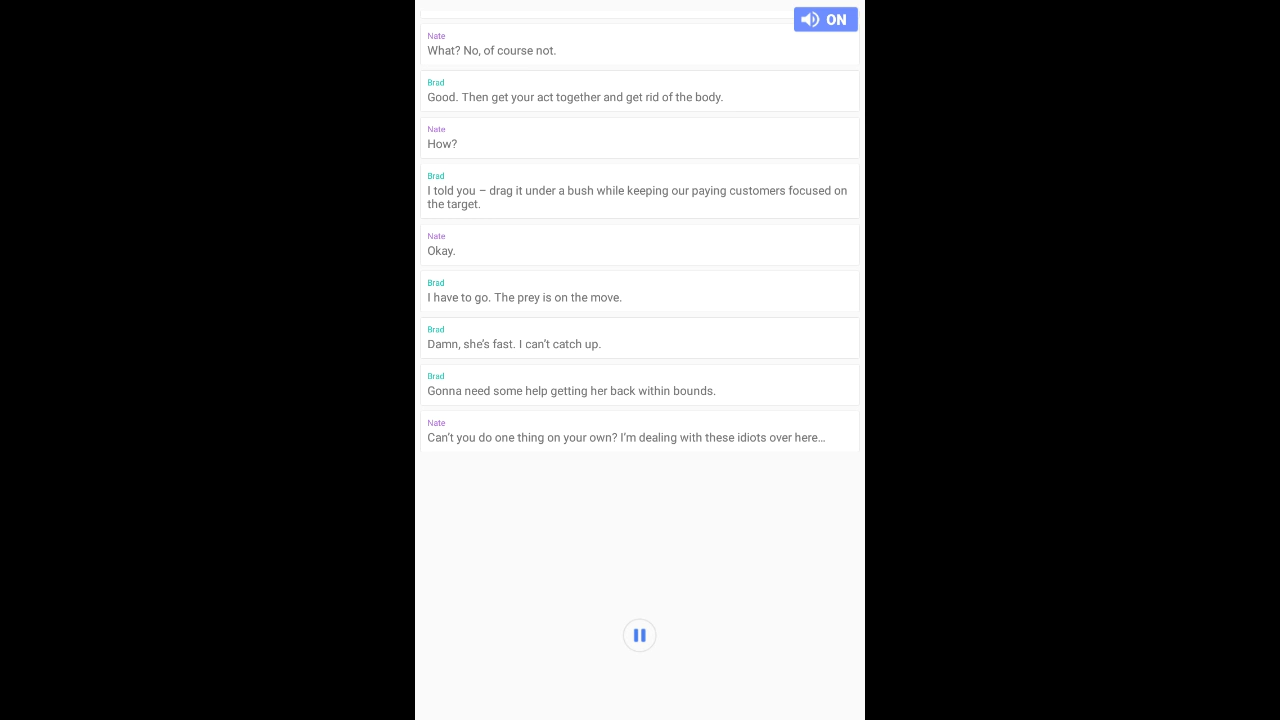 ON
Nate
What? No, of course not.
Brad
Good. Then get your act together and get rid of the body.
Nate
How?
Brad
I told you – drag it under a bush while keeping our paying customers focused on
the target.
Nate
Okay.
Brad
I have to go. The prey is on the move.
Brad
Damn, she's fast. I can't catch up.
Brad
Gonna need some help getting her back within bounds.
Nate
Can't you do one thing on your own? I'm dealing with these idiots over here…